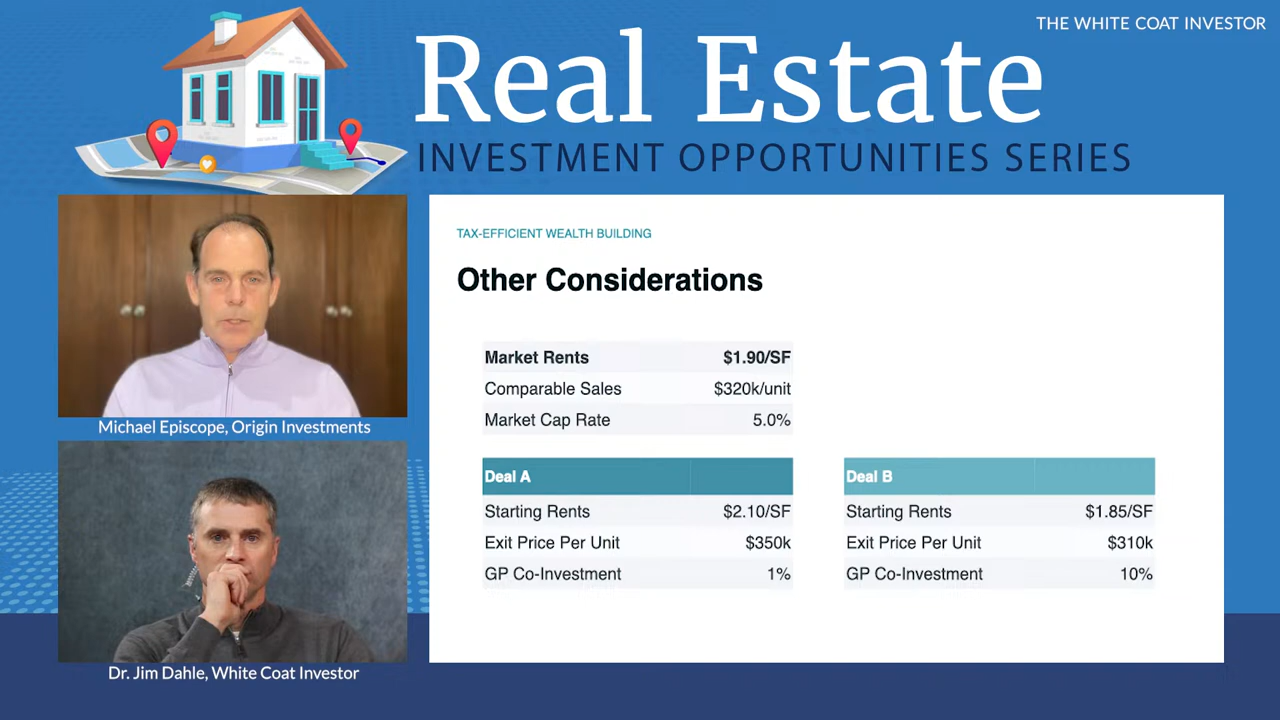 THE WHITE COAT INVESTOR
Real Estate
INVESTMENT OPPORTUNITIES SERIES
TAX-EFFICIENT WEALTH BUILDING
Other Considerations
Market Rents $1.90/SF
Comparable Sales $320k/unit
Market Cap Rate 5.0%
Deal A
Starting Rents $2.10/SF
Exit Price Per Unit $350k
GP Co-Investment 1%
Deal B
Starting Rents $1.85/SF
Exit Price Per Unit $310k
GP Co-Investment 10%
Michael Episcope, Origin Investments
Dr. Jim Dahle, White Coat Investor